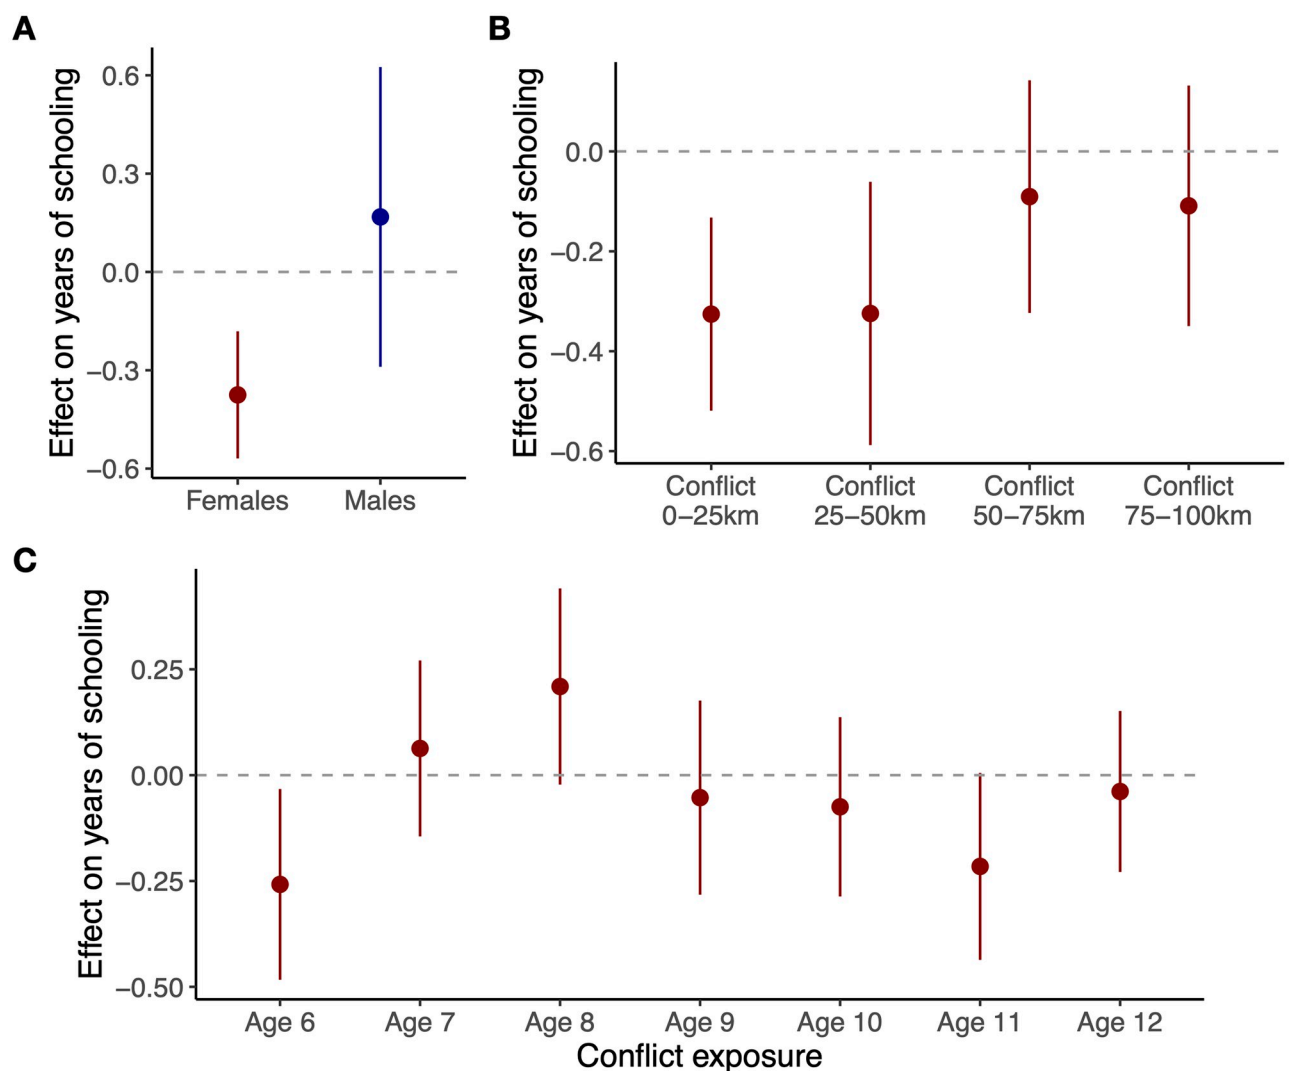 A
Effect on years of schooling
0.6
0.3
0.0
−0.3
−0.6
Females Males
B
Effect on years of schooling
0.0
−0.2
−0.4
−0.6
Conflict Conflict Conflict Conflict
0−25km 25−50km 50−75km 75−100km
C
Effect on years of schooling
0.25
0.00
−0.25
−0.50
Age 6 Age 7 Age 8 Age 9 Age 10 Age 11 Age 12
Conflict exposure